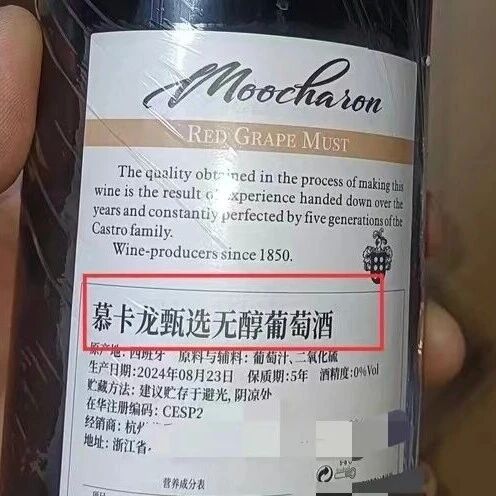 Moocharon
RED GRAPE MUST
The quality obtained in the process of making this
wine is the result of experience handed down over the
years and constantly perfected by five generations of the
Castro family.
Wine-producers since 1850.
慕卡龙甄选无醇葡萄酒
原产地:西班牙 原料与辅料:葡萄汁、二氧化硫
生产日期:2024年08月23日 保质期:5年 酒精度:0%Vol
贮藏方法:建议贮存于避光,阴凉处
在华注册编码:CESP2
经销商:杭州
地址:浙江省
营养成分表